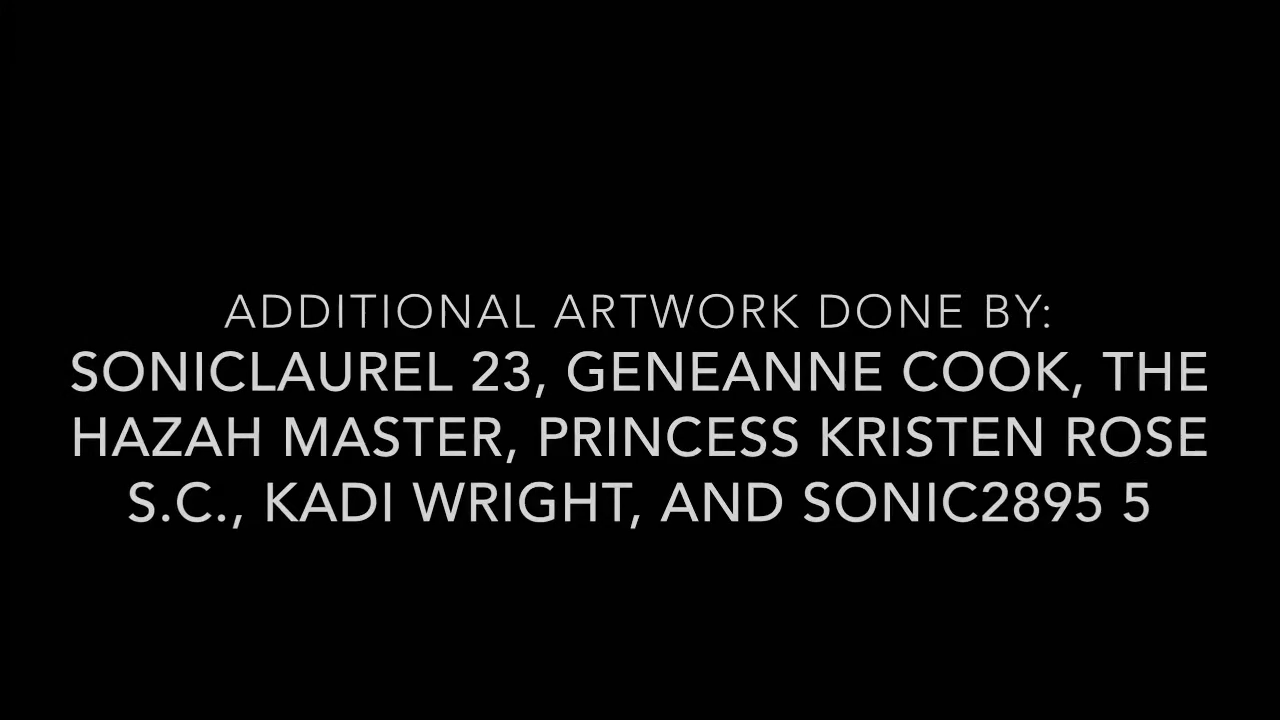 ADDITIONAL ARTWORK DONE BY:
SONICLAUREL 23, GENEANNE COOK, THE
HAZAH MASTER, PRINCESS KRISTEN ROSE
S.C., KADI WRIGHT, AND SONIC2895 5